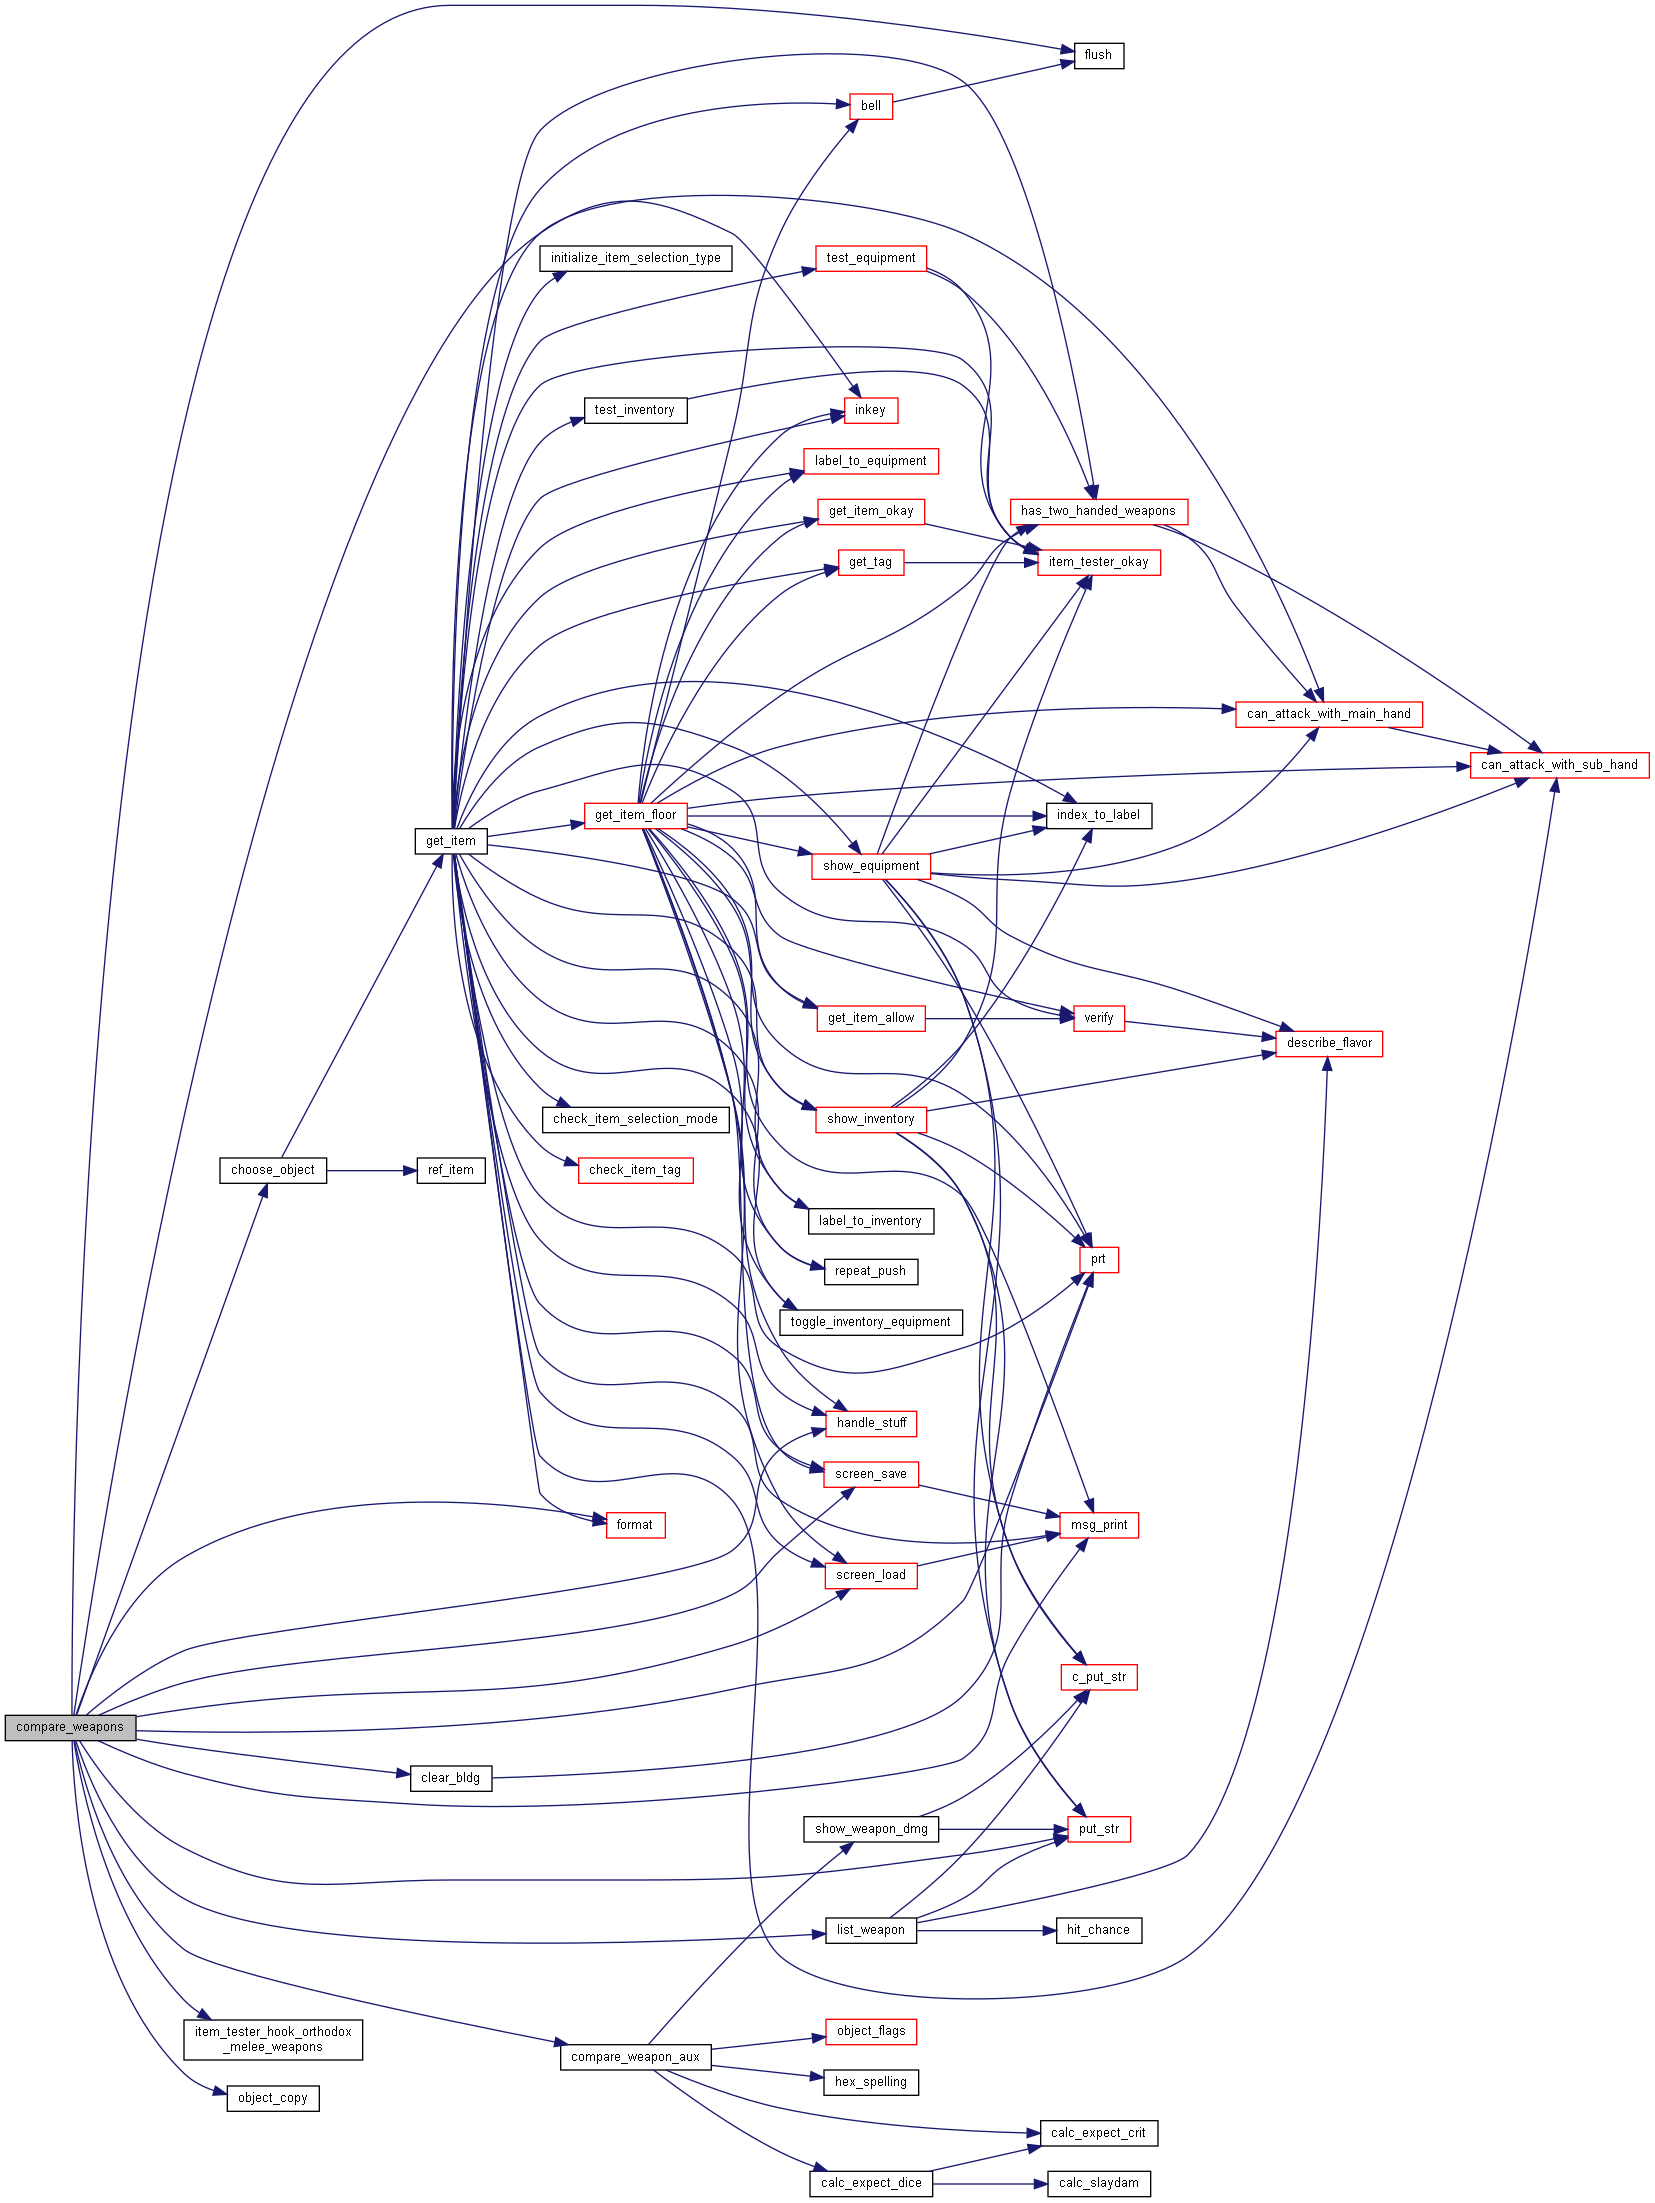 flush
bell
initialize_item_selection_type
test_equipment
test_inventory
inkey
label_to_equipment
get_item_okay
has_two_handed_weapons
get_tag
item_tester_okay
can_attack_with_main_hand
can_attack_with_sub_hand
get_item_floor
index_to_label
get_item
show_equipment
get_item_allow
verify
describe_flavor
check_item_selection_mode
show_inventory
choose_object
ref_item
check_item_tag
label_to_inventory
prt
repeat_push
toggle_inventory_equipment
handle_stuff
screen_save
format
msg_print
screen_load
c_put_str
compare_weapons
clear_bldg
show_weapon_dmg
put_str
list_weapon
hit_chance
item_tester_hook_orthodox
_melee_weapons
object_flags
compare_weapon_aux
hex_spelling
object_copy
calc_expect_crit
calc_expect_dice
calc_slaydam